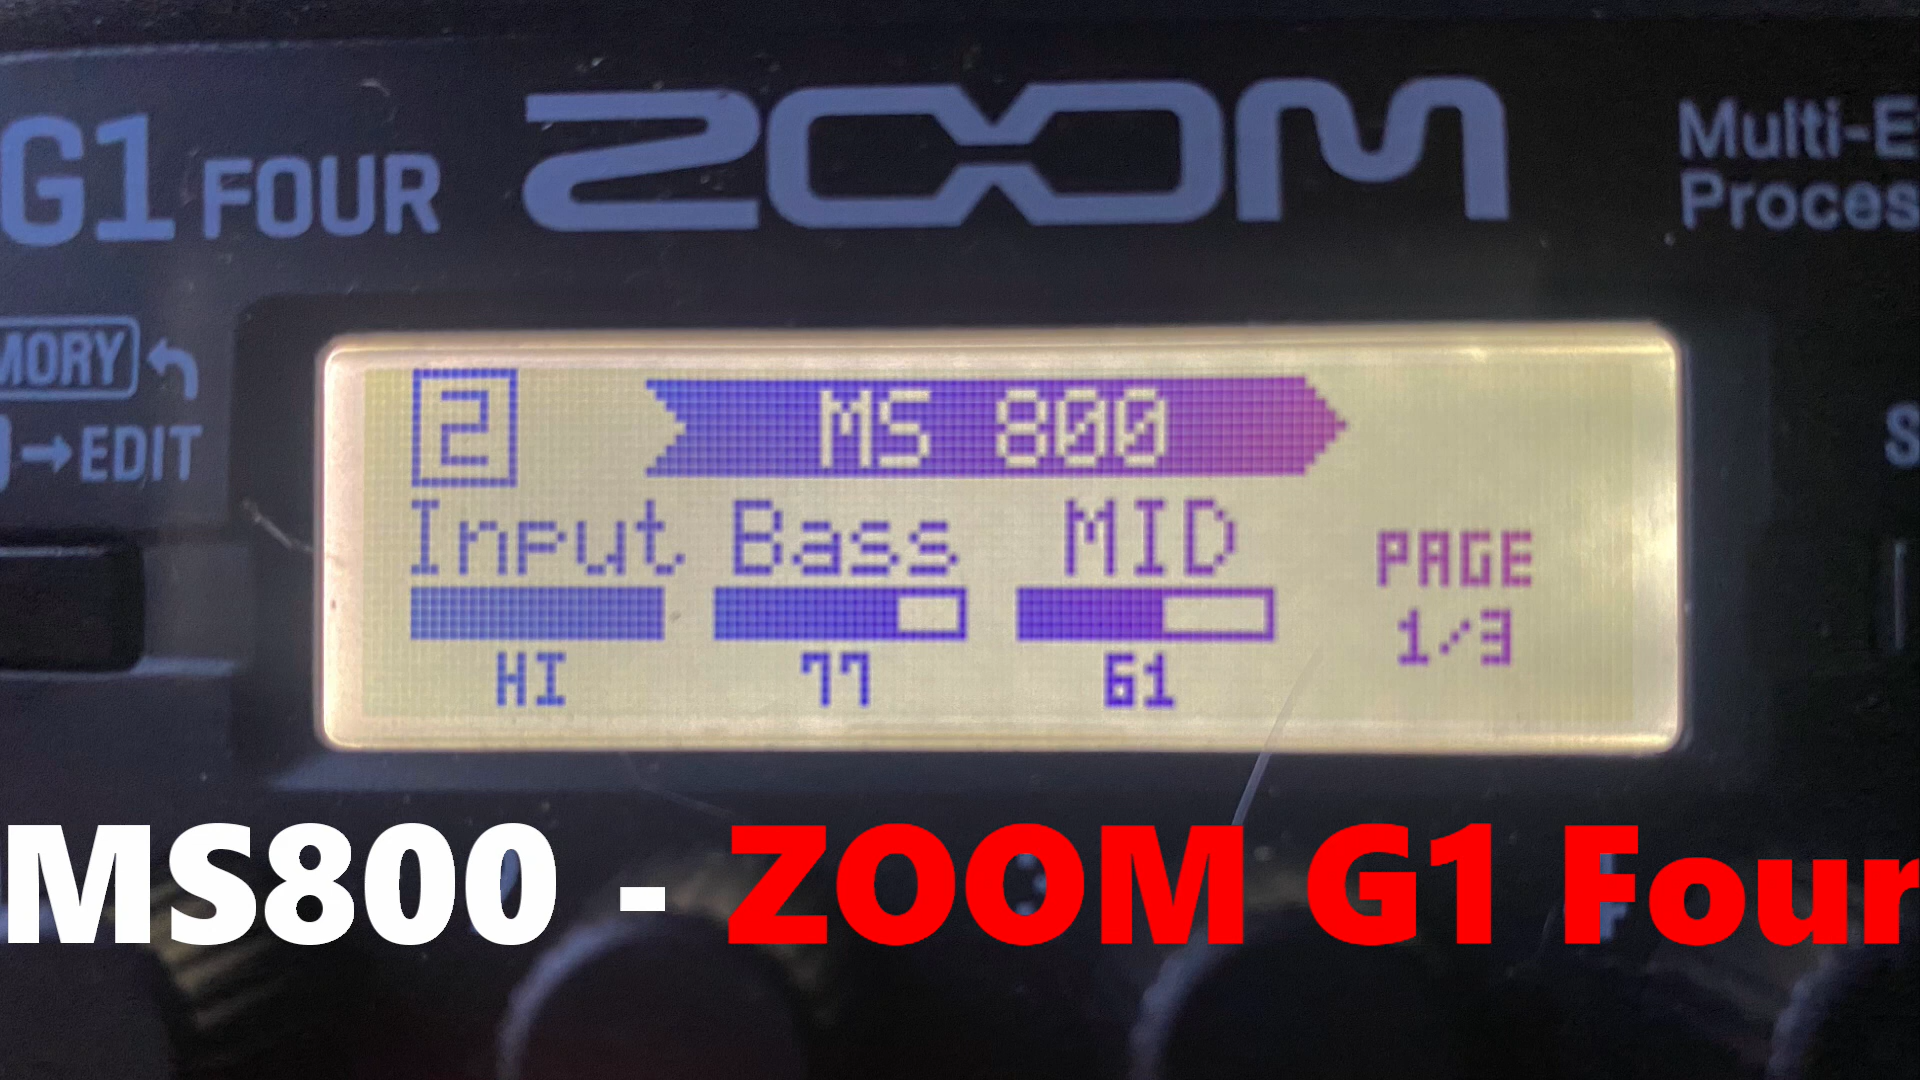 G1 FOUR ZOOM Multi-E
Proces
MORY
→EDIT S
2 MS 800
Input Bass MID PAGE
HI 77 61 1/3
MS800 - ZOOM G1 Four